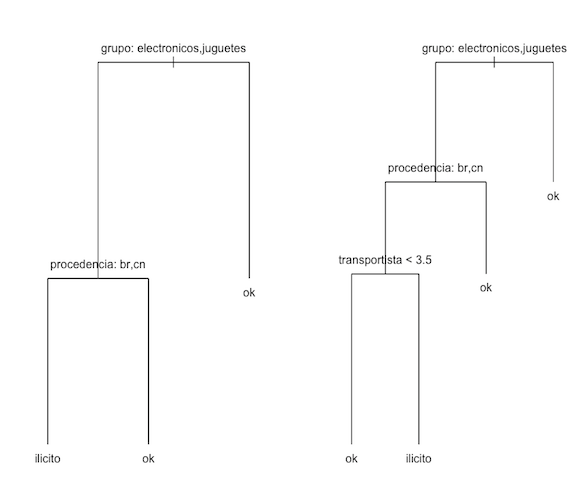 grupo: electronicos,juguetes
procedencia: br,cn
ok
ilicito
ok
grupo: electronicos,juguetes
procedencia: br,cn
ok
transportista < 3.5
ok
ok
ilicito